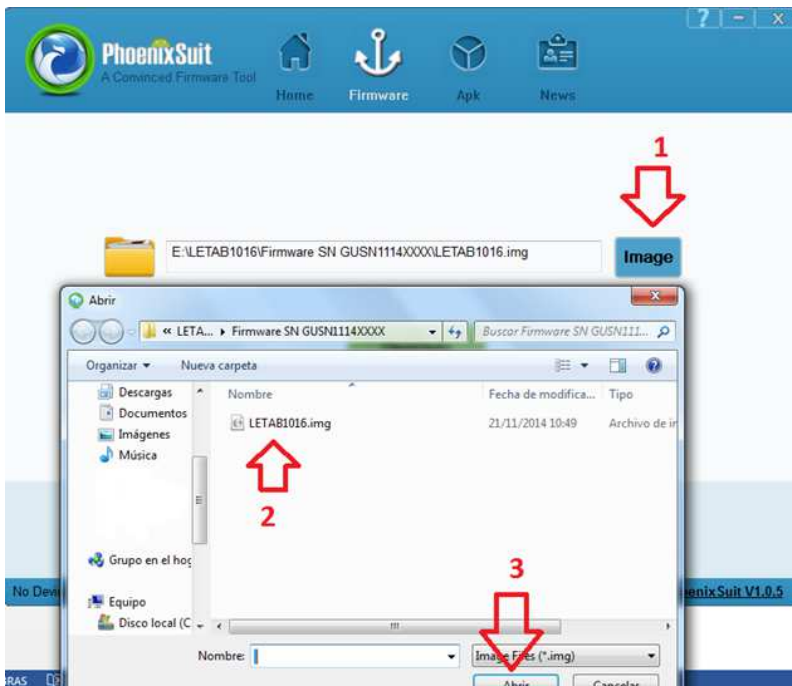 ? - x
PhoenixSuit
A Convinced Firmware Tool
Home
Firmware
Apk
News
1
E:\LETAB1016\Firmware SN GUSN1114XXXX\LETAB1016.img
Image
Abrir
x
« LETA... ▸ Firmware SN GUSN1114XXXX
Buscar Firmware SN GUSN111...
Organizar
Nueva carpeta
?
Descargas
Documentos
Imágenes
Música
Nombre
Fecha de modifica...
Tipo
LETAB1016.img
21/11/2014 10:49
Archivo de ir
2
Grupo en el hog
3
No Devi
enixSuit V1.0.5
Equipo
Disco local (C
Nombre:
Image Files (*.img)
Abrir
Cancelar
BRAS